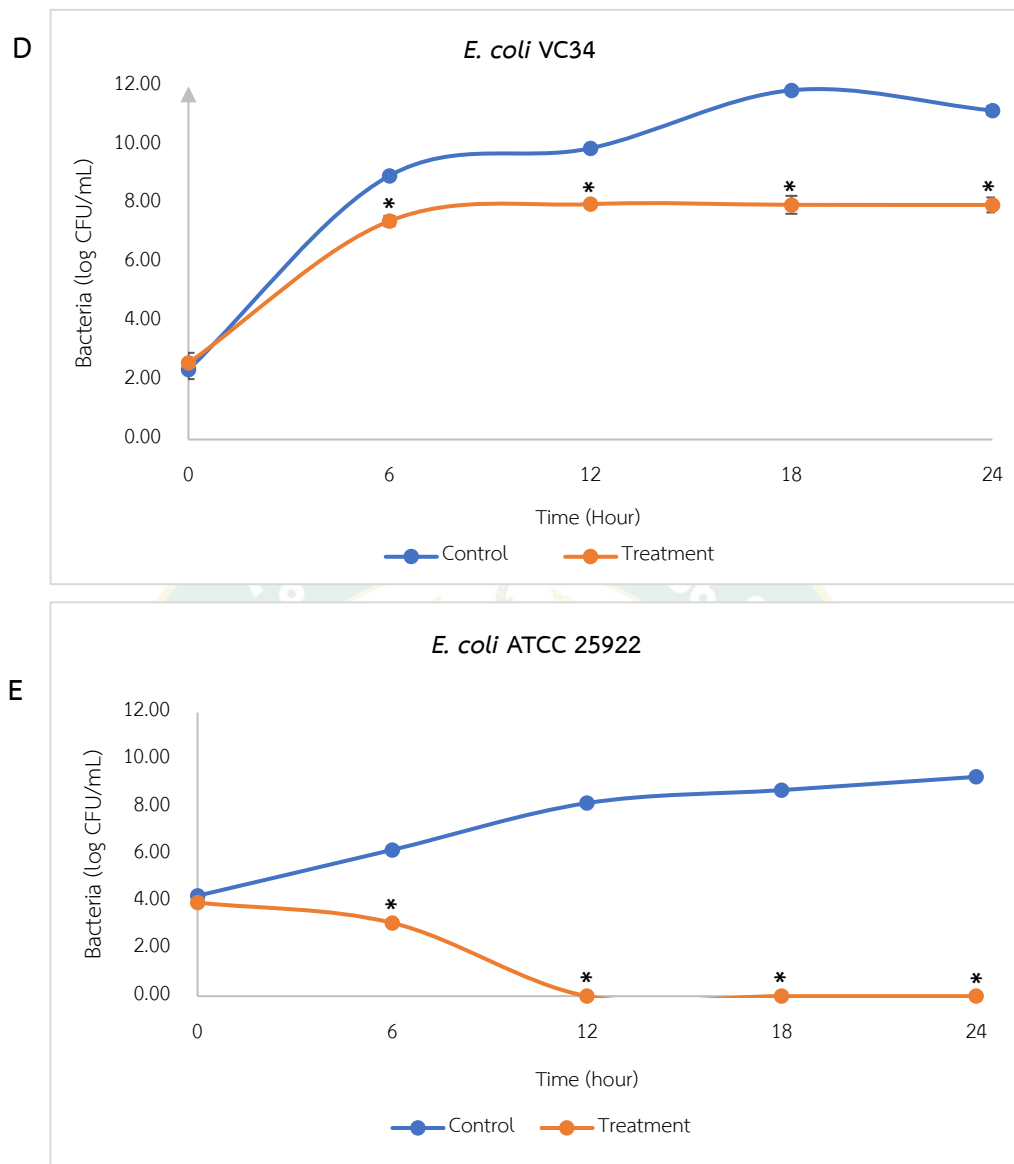 D
E. coli VC34
12.00
10.00
8.00
6.00
4.00
2.00
0.00
Bacteria (log CFU/mL)
*
*
*
*
0 6 12 18 24
Time (Hour)
Control Treatment
E. coli ATCC 25922
E
12.00
10.00
8.00
6.00
4.00
2.00
0.00
Bacteria (log CFU/mL)
*
*
*
*
0 6 12 18 24
Time (hour)
Control Treatment